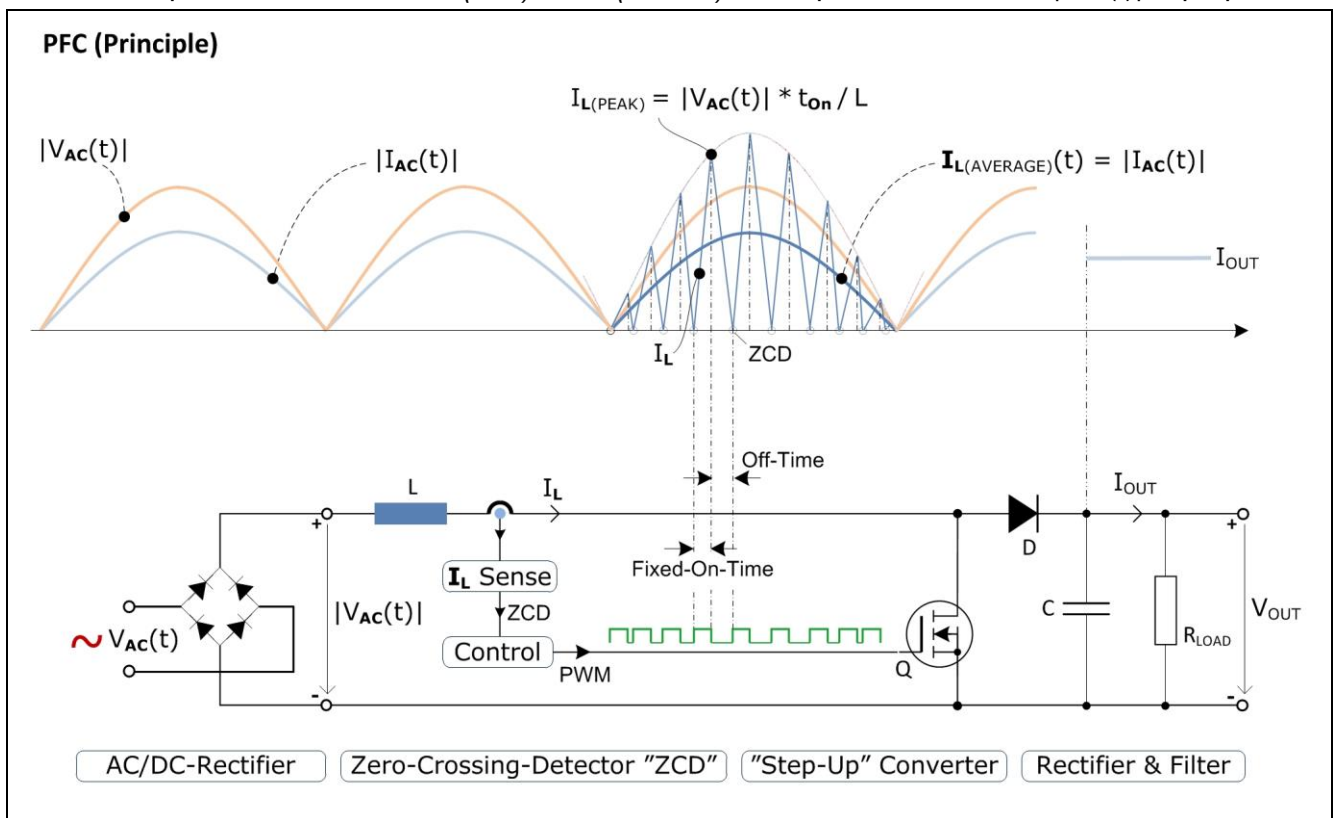 PFC (Principle)
I_L(PEAK) = |V_AC(t)| * t_On / L
|V_AC(t)|
|I_AC(t)|
I_L(AVERAGE)(t) = |I_AC(t)|
I_OUT
I_L
ZCD
Off-Time
L
I_L
I_OUT
+
+
D
I_L Sense
Fixed-On-Time
|V_AC(t)|
ZCD
C
V_OUT
R_LOAD
~ V_AC(t)
Control
PWM
Q
-
-
AC/DC-Rectifier
Zero-Crossing-Detector "ZCD"
"Step-Up" Converter
Rectifier & Filter